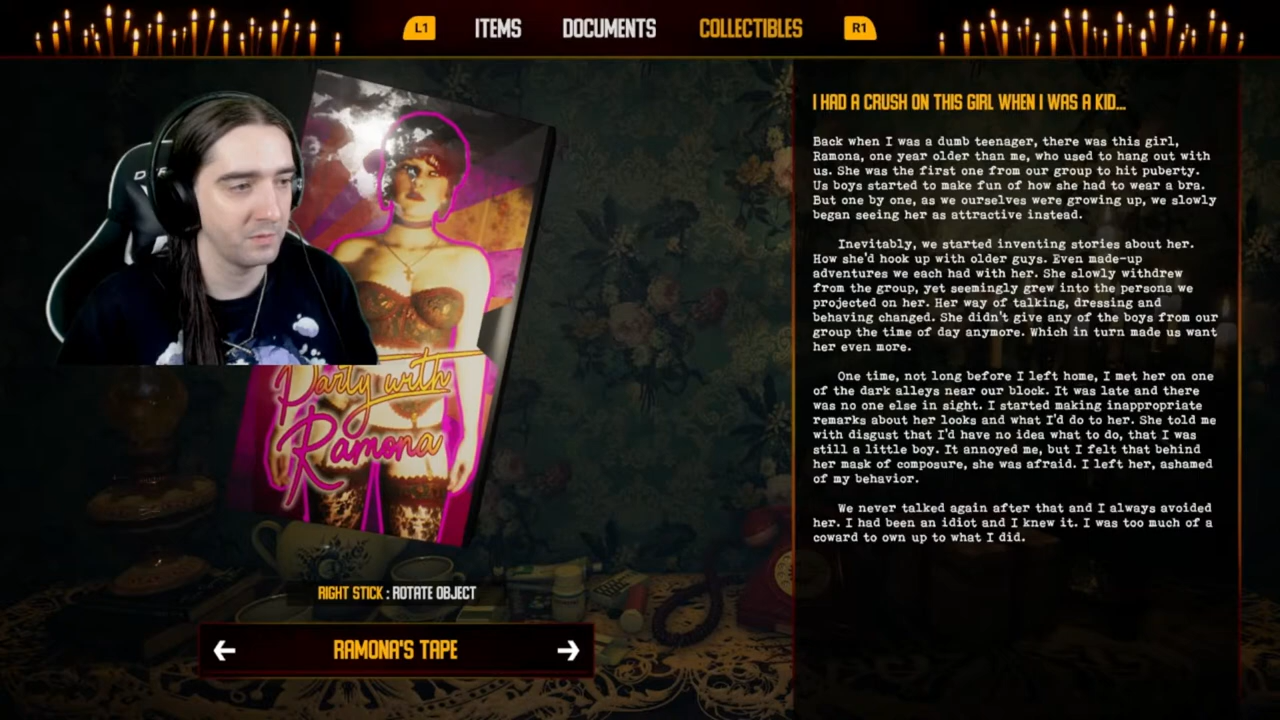 L1 ITEMS DOCUMENTS COLLECTIBLES R1
Party with
Ramona
RIGHT STICK : ROTATE OBJECT
RAMONA'S TAPE
I HAD A CRUSH ON THIS GIRL WHEN I WAS A KID...
Back when I was a dumb teenager, there was this girl,
Ramona, one year older than me, who used to hang out with
us. She was the first one from our group to hit puberty.
Us boys started to make fun of how she had to wear a bra.
But one by one, as we ourselves were growing up, we slowly
began seeing her as attractive instead.
Inevitably, we started inventing stories about her.
How she'd hook up with older guys. Even made-up
adventures we each had with her. She slowly withdrew
from the group, yet seemingly grew into the persona we
projected on her. Her way of talking, dressing and
behaving changed. She didn't give any of the boys from our
group the time of day anymore. Which in turn made us want
her even more.
One time, not long before I left home, I met her on one
of the dark alleys near our block. It was late and there
was no one else in sight. I started making inappropriate
remarks about her looks and what I'd do to her. She told me
with disgust that I'd have no idea what to do, that I was
still a little boy. It annoyed me, but I felt that behind
her mask of composure, she was afraid. I left her, ashamed
of my behavior.
We never talked again after that and I always avoided
her. I had been an idiot and I knew it. I was too much of a
coward to own up to what I did.